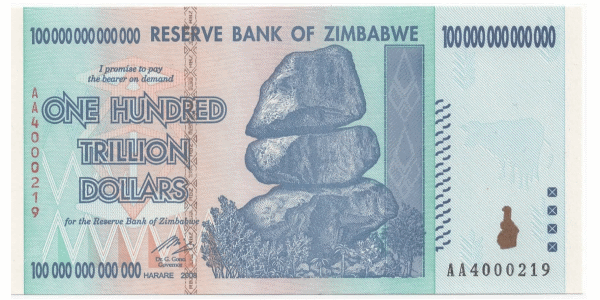 100 000 000 000 000
RESERVE BANK OF ZIMBABWE
100 000 000 000 000
I promise to pay
the bearer on demand
ONE HUNDRED
TRILLION
DOLLARS
for the Reserve Bank of Zimbabwe
Dr. G. Gono
Governor
HARARE 2008
100 000 000 000 000
AA4000219
AA4000219